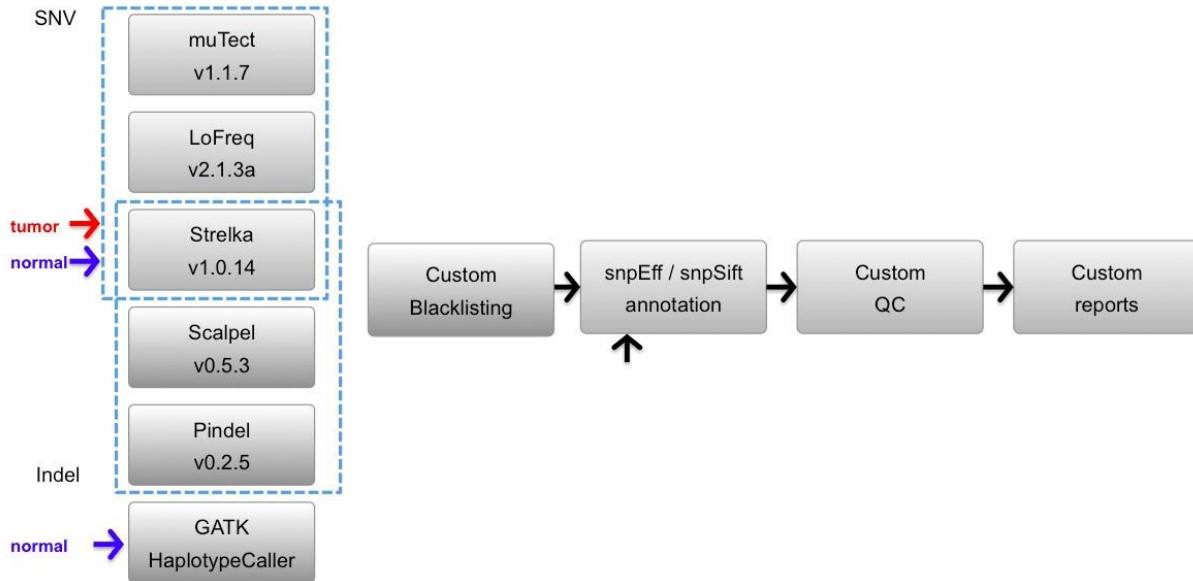 SNV
muTect
v1.1.7
LoFreq
v2.1.3a
tumor
normal
Strelka
v1.0.14
Scalpel
v0.5.3
Pindel
v0.2.5
Indel
normal
GATK
HaplotypeCaller
Custom
Blacklisting
snpEff / snpSift
annotation
Custom
QC
Custom
reports